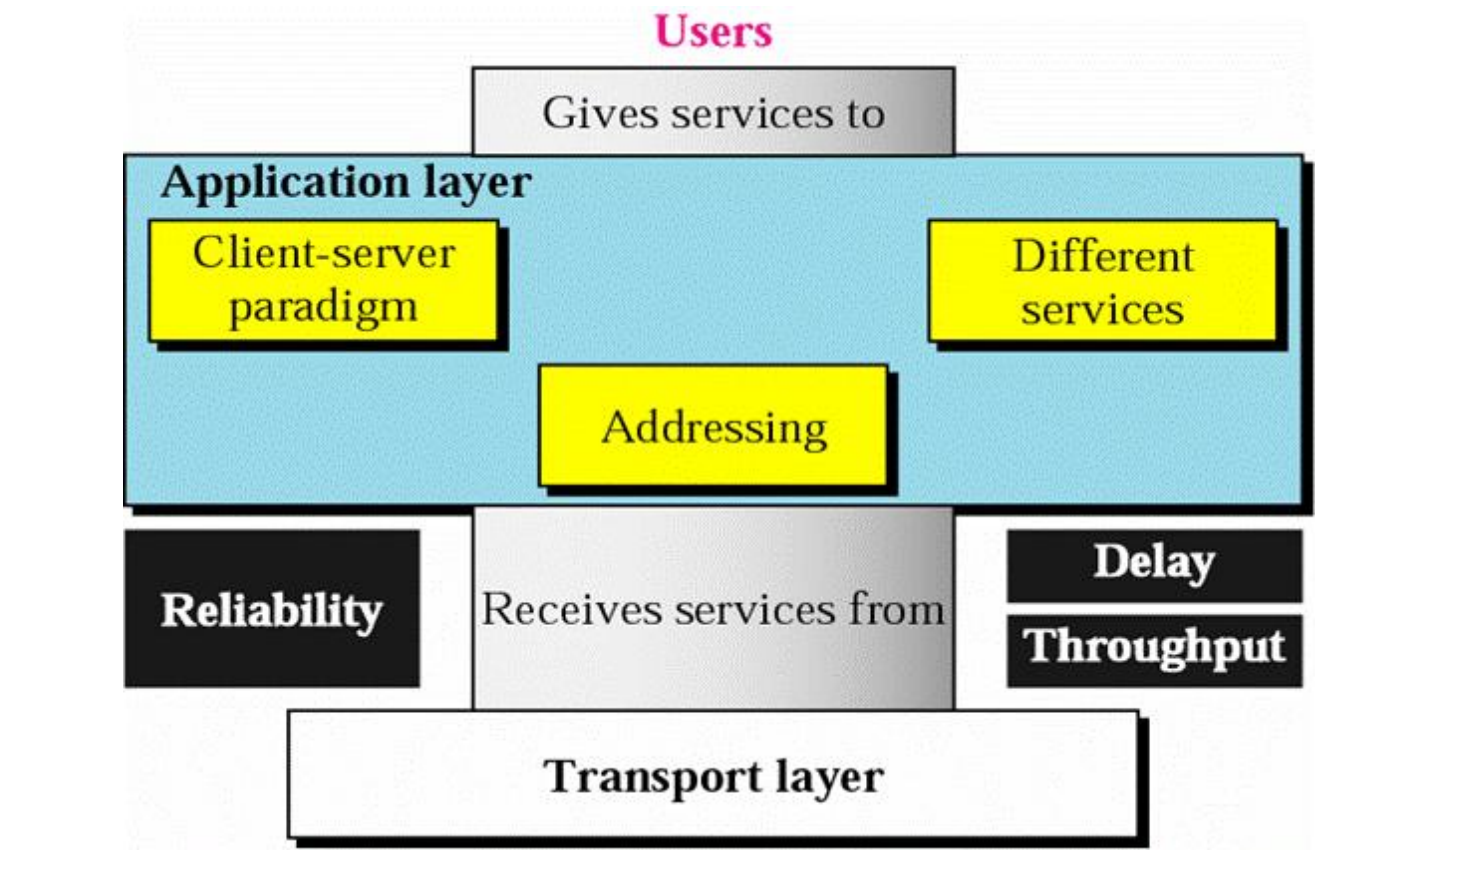 Users
Gives services to
Application layer
Client-server
paradigm
Different
services
Addressing
Reliability
Receives services from
Delay
Throughput
Transport layer